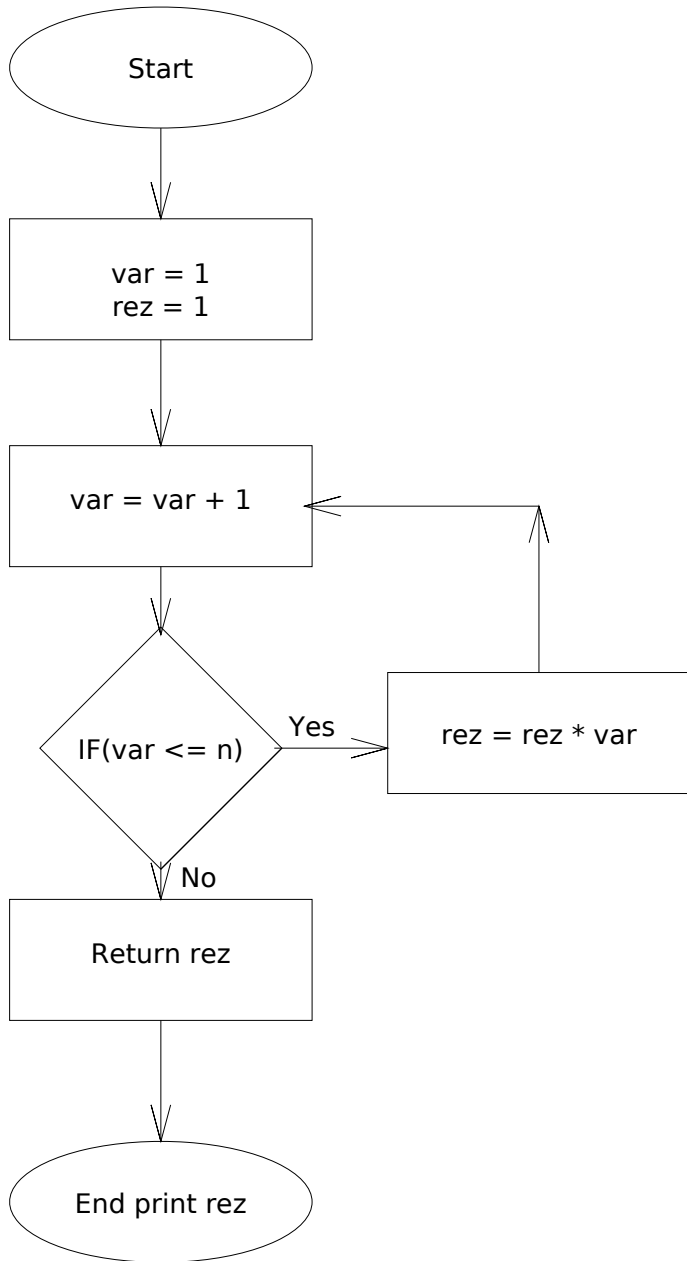 Start
var = 1
rez = 1
var = var + 1
IF(var <= n)
Yes
rez = rez * var
No
Return rez
End print rez